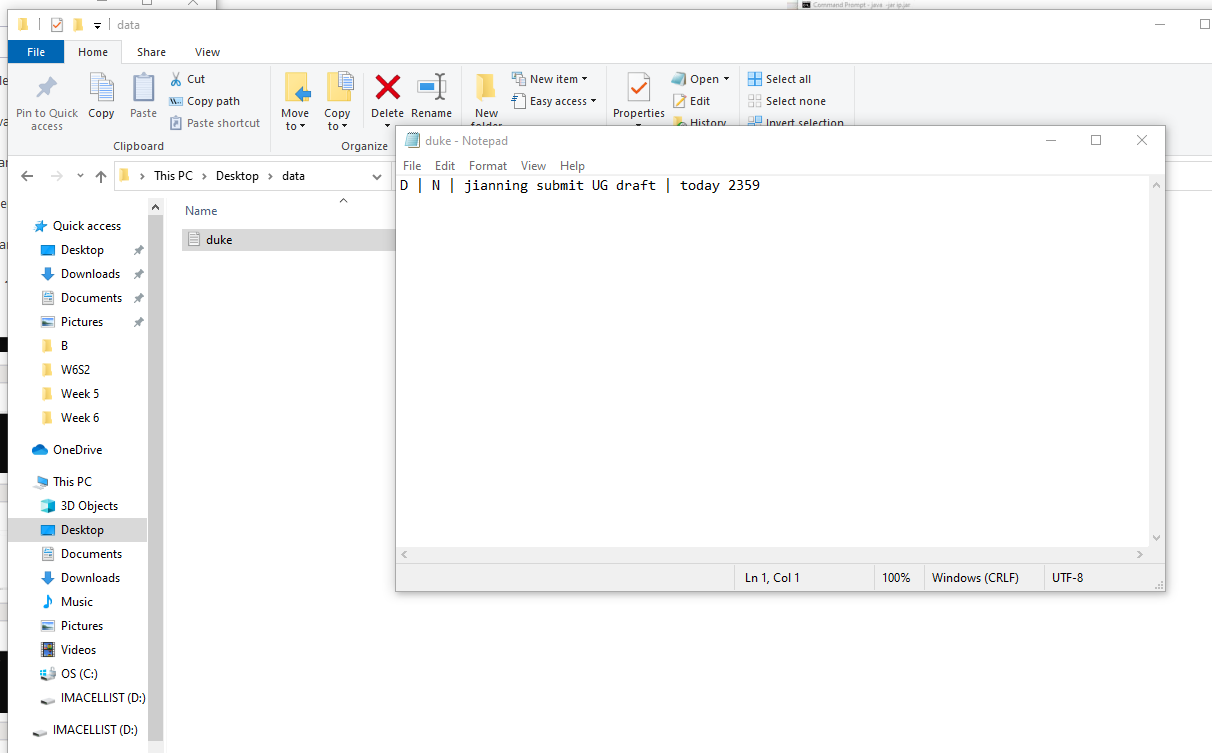 Command Prompt - java -jar ip.jar
data
File Home Share View
Pin to Quick access
Copy
Paste
Cut
Copy path
Paste shortcut
Clipboard
Move to
Copy to
Delete
Rename
Organize
New folder
New item
Easy access
Properties
Open
Edit
History
Select all
Select none
Invert selection
This PC > Desktop > data
Name
duke
Quick access
Desktop
Downloads
Documents
Pictures
B
W6S2
Week 5
Week 6
OneDrive
This PC
3D Objects
Desktop
Documents
Downloads
Music
Pictures
Videos
OS (C:)
IMACELLIST (D:)
IMACELLIST (D:)
duke - Notepad
File Edit Format View Help
D | N | jianning submit UG draft | today 2359
Ln 1, Col 1 100% Windows (CRLF) UTF-8